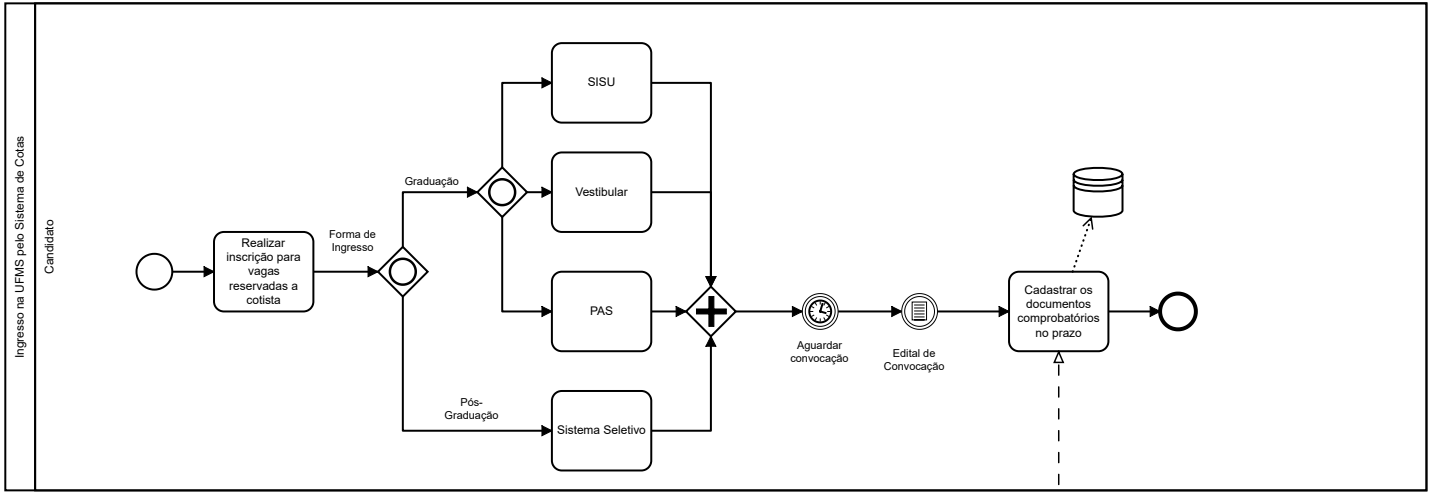 Ingresso na UFMS pelo Sistema de Cotas
Candidato
Realizar
inscrição para
vagas
reservadas a
cotista
Forma de
Ingresso
Graduação
Pós-
Graduação
SISU
Vestibular
PAS
Sistema Seletivo
Aguardar
convocação
Edital de
Convocação
Cadastrar os
documentos
comprobatórios
no prazo